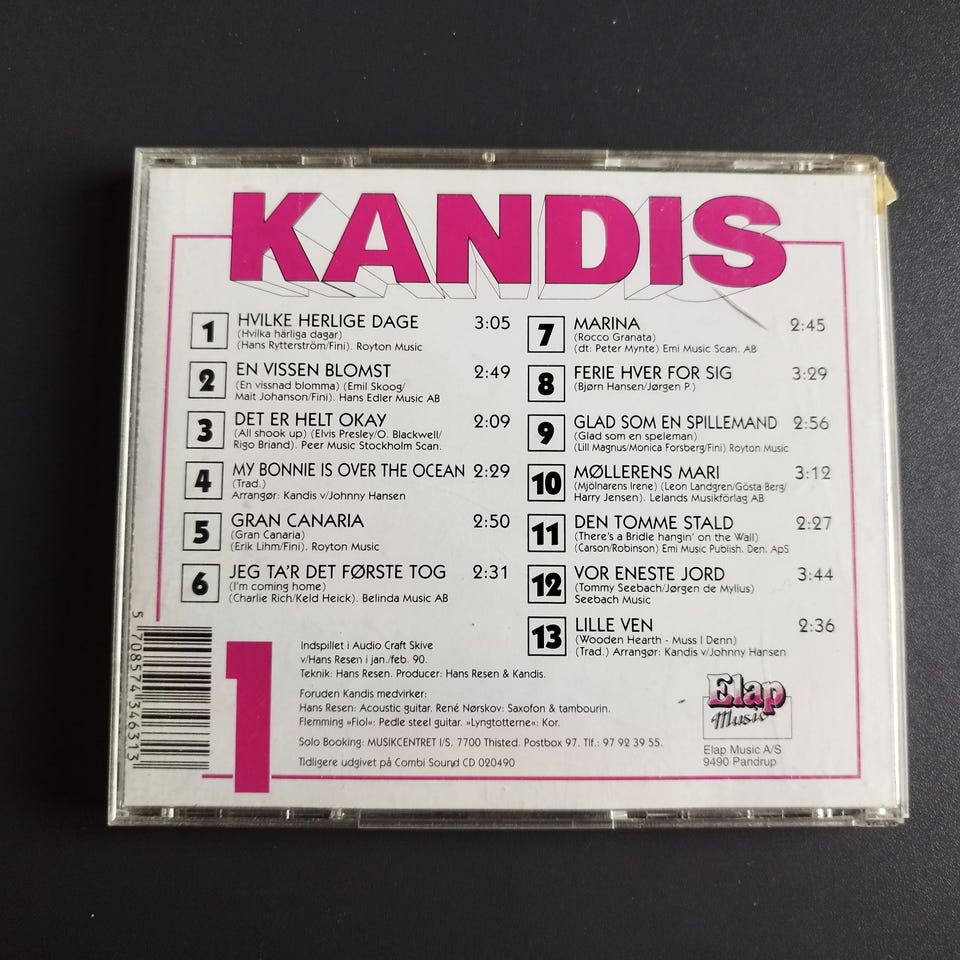 KANDIS
1 HVILKE HERLIGE DAGE 3:05
(Hvilka härliga dagar)
(Hans Rytterström/Fini). Royton Music
2 EN VISSEN BLOMST 2:49
(En vissnad blomma) (Emil Skoog/
Mait Johanson/Fini). Hans Edler Music AB
3 DET ER HELT OKAY 2:09
(All shook up) (Elvis Presley/O. Blackwell/
Rigo Briand). Peer Music Stockholm Scan.
4 MY BONNIE IS OVER THE OCEAN 2:29
(Trad.)
Arrangør: Kandis v/Johnny Hansen
5 GRAN CANARIA 2:50
(Gran Canaria)
(Erik Lihm/Fini). Royton Music
6 JEG TA'R DET FØRSTE TOG 2:31
(I'm coming home)
(Charlie Rich/Keld Heick). Belinda Music AB
7 MARINA 2:45
(Rocco Granata)
(dt: Peter Mynte) Emi Music Scan. AB
8 FERIE HVER FOR SIG 3:29
(Bjørn Hansen/Jørgen P.)
9 GLAD SOM EN SPILLEMAND 2:56
(Glad som en speleman)
(Lill Magnus/Monica Forsberg/Fini) Royton Music
10 MØLLERENS MARI 3:12
(Mjölnarens Irene) (Leon Landgren/Gösta Berg/
Harry Jensen). Lelands Musikförlag AB
11 DEN TOMME STALD 2:27
(There's a Bridle hangin' on the Wall)
(Carson/Robinson) Emi Music Publish. Den. ApS
12 VOR ENESTE JORD 3:44
(Tommy Seebach/Jørgen de Mylius)
Seebach Music
13 LILLE VEN 2:36
(Wooden Hearth - Muss I Denn)
(Trad.) Arrangør: Kandis v/Johnny Hansen
5 708574 346313
1
Indspillet i Audio Craft Skive
v/Hans Resen i jan./feb. 90.
Teknik: Hans Resen. Producer: Hans Resen & Kandis.
Foruden Kandis medvirker:
Hans Resen: Acoustic guitar. René Nørskov: Saxofon & tambourin.
Flemming »Fiol«: Pedle steel guitar. »Lyngtotterne«: Kor.
Solo Booking: MUSIKCENTRET I/S. 7700 Thisted. Postbox 97. Tlf.: 97 92 39 55.
Tidligere udgivet på Combi Sound CD 020490
Elap
Music
Elap Music A/S
9490 Pandrup